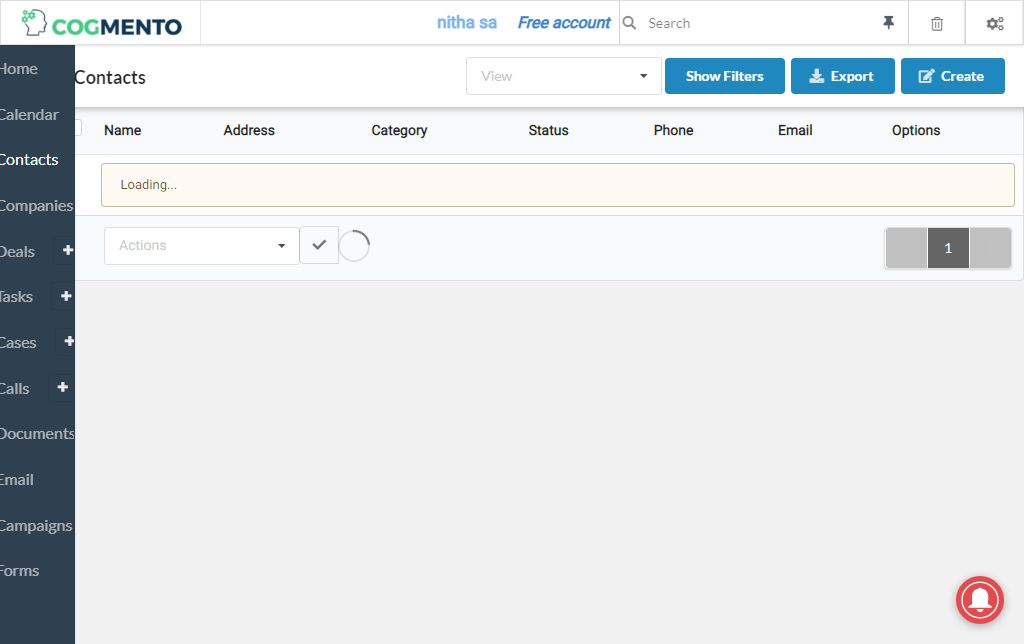 COGMENTO
nitha sa
Free account
Search
Home
Calendar
Contacts
Companies
Deals
Tasks
Cases
Calls
Documents
Email
Campaigns
Forms
Contacts
View
Show Filters
Export
Create
Name Address Category Status Phone Email Options
Loading...
Actions
1